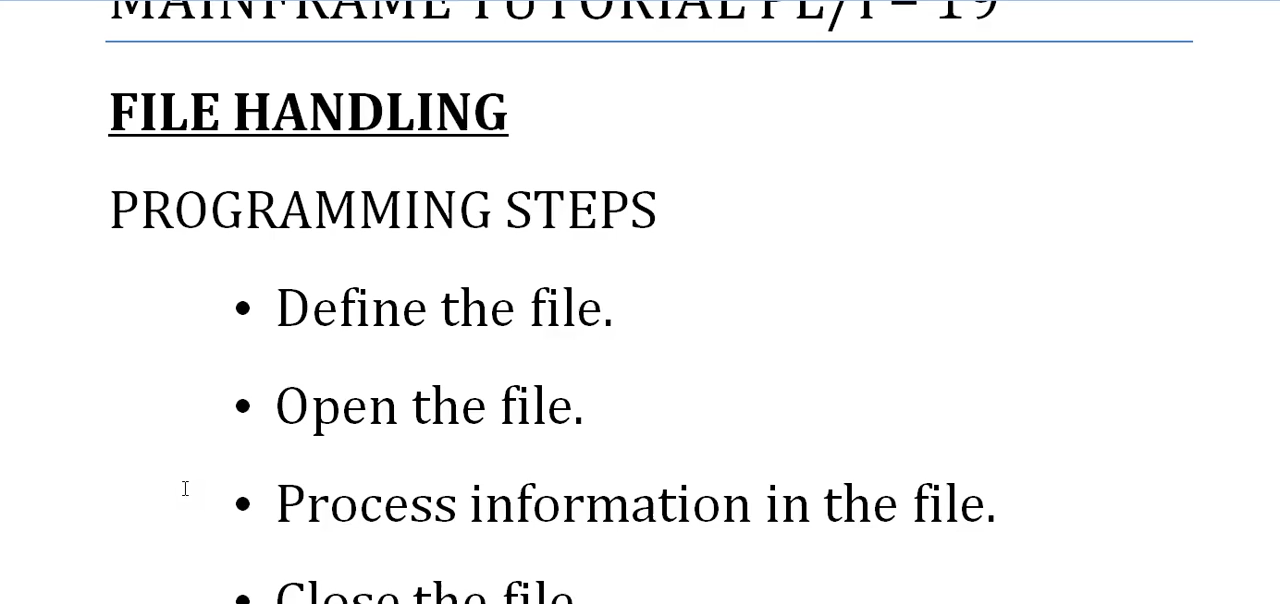 MAINFRAME TUTORIAL PL/I – 19
FILE HANDLING
PROGRAMMING STEPS
• Define the file.
• Open the file.
• Process information in the file.
• Close the file